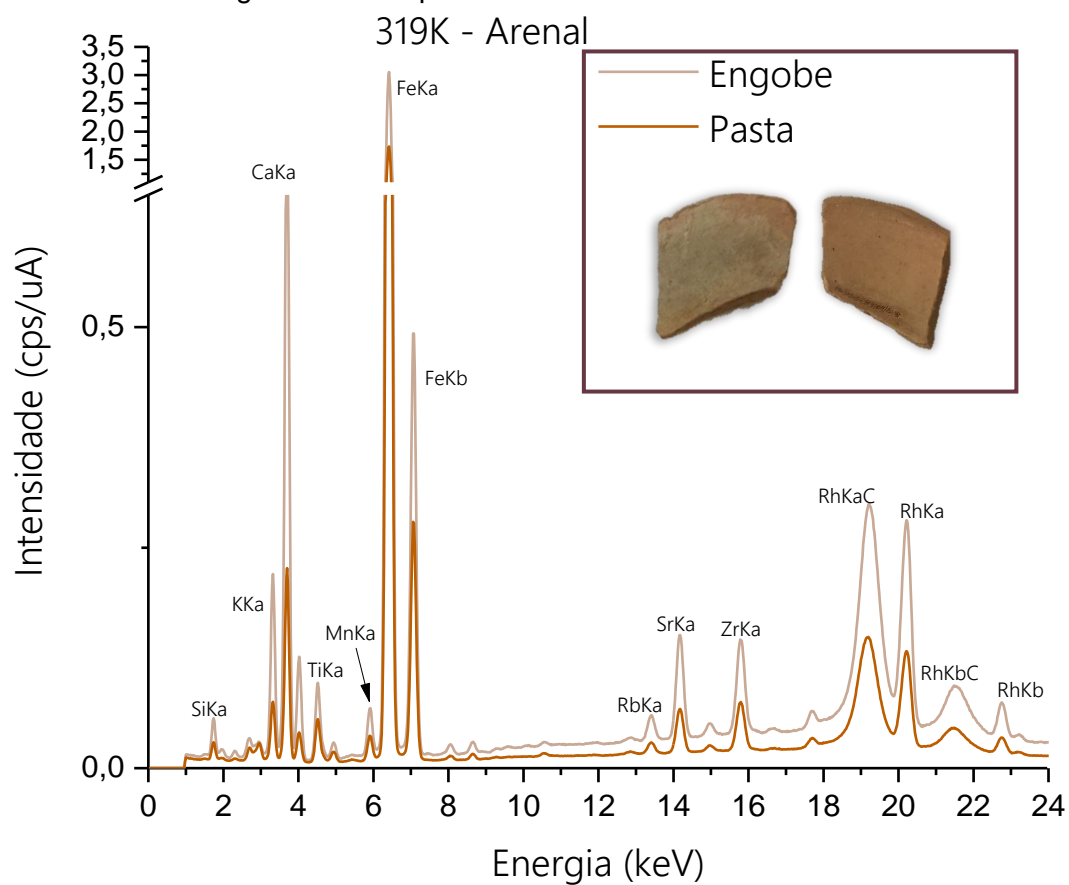 319K - Arenal
Engobe
Pasta
3,5
3,0
2,5
2,0
1,5
0,5
0,0
Intensidade (cps/uA)
FeKa
CaKa
FeKb
KKa
MnKa
TiKa
SiKa
RhKaC
RhKa
SrKa
ZrKa
RbKa
RhKbC
RhKb
0 2 4 6 8 10 12 14 16 18 20 22 24
Energia (keV)